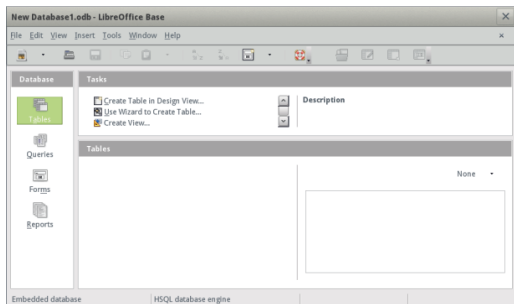 New Database1.odb - LibreOffice Base
File Edit View Insert Tools Window Help
Database
Tasks
Tables
Queries
Forms
Reports
Create Table in Design View...
Use Wizard to Create Table...
Create View...
Description
Tables
None
Embedded database
HSQL database engine